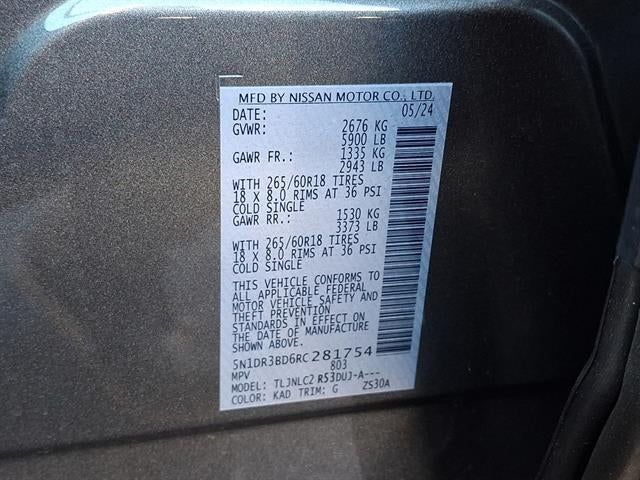 MFD BY NISSAN MOTOR CO., LTD.
DATE: 05/24
GVWR: 2676 KG
5900 LB
GAWR FR.: 1335 KG
2943 LB
WITH 265/60R18 TIRES
18 X 8.0 RIMS AT 36 PSI
COLD SINGLE
GAWR RR.: 1530 KG
3373 LB
WITH 265/60R18 TIRES
18 X 8.0 RIMS AT 36 PSI
COLD SINGLE
THIS VEHICLE CONFORMS TO
ALL APPLICABLE FEDERAL
MOTOR VEHICLE SAFETY AND
THEFT PREVENTION
STANDARDS IN EFFECT ON
THE DATE OF MANUFACTURE
SHOWN ABOVE.
5N1DR3BD6RC281754
MPV 803
MODEL: TLJNLC2 R53DUJ-A---
COLOR: KAD TRIM: G ZS30A